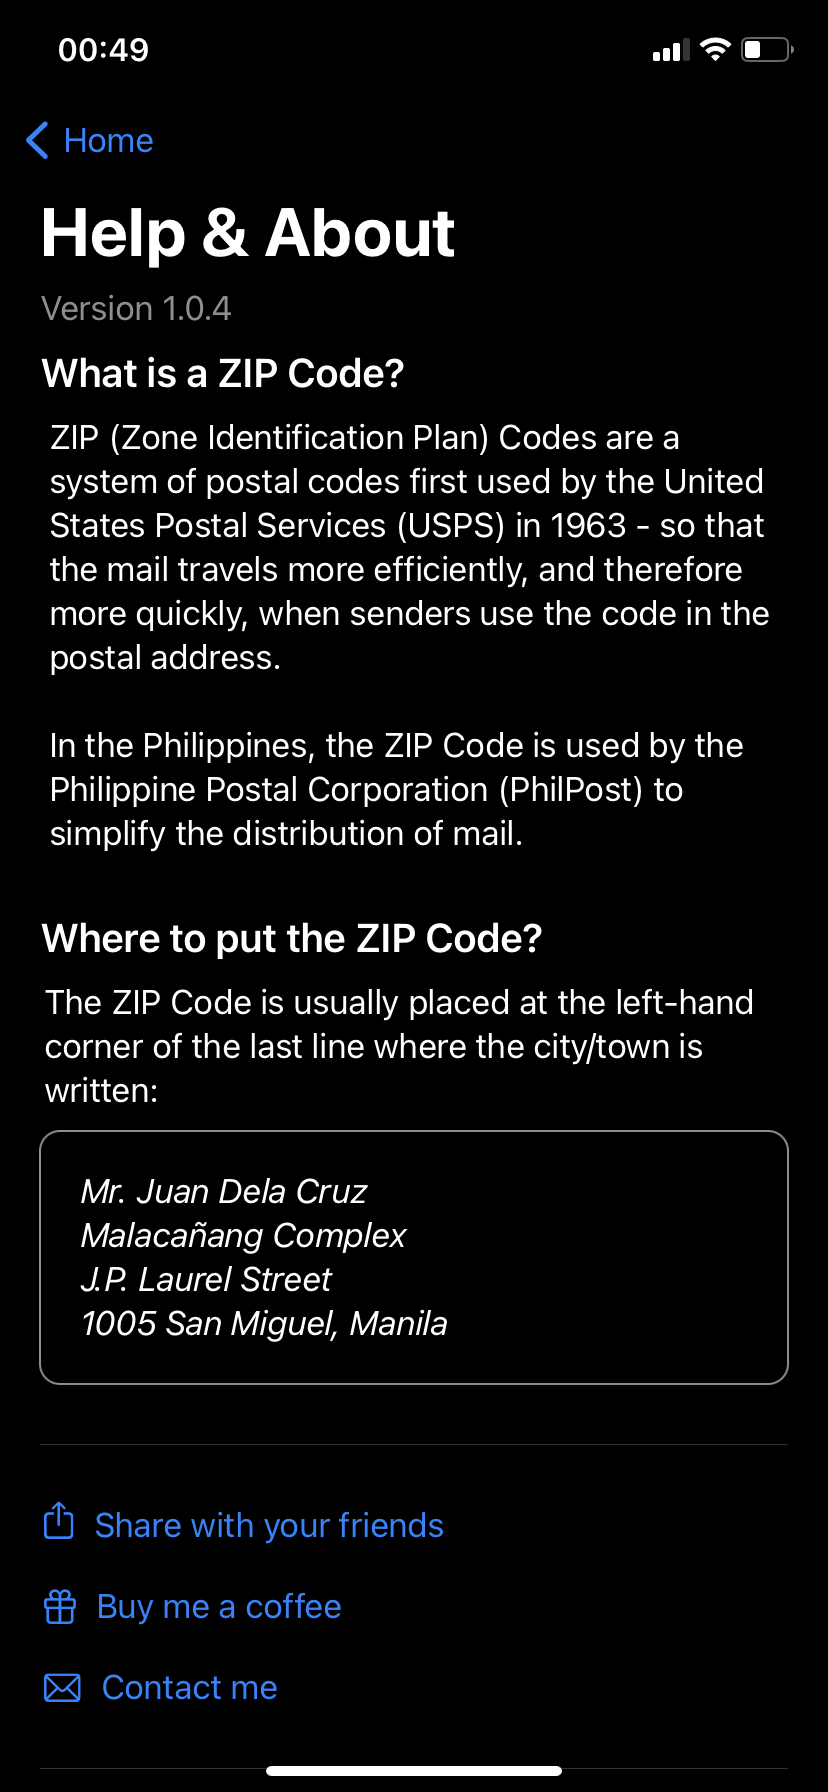 00:49
Home
Help & About
Version 1.0.4
What is a ZIP Code?
ZIP (Zone Identification Plan) Codes are a
system of postal codes first used by the United
States Postal Services (USPS) in 1963 - so that
the mail travels more efficiently, and therefore
more quickly, when senders use the code in the
postal address.
In the Philippines, the ZIP Code is used by the
Philippine Postal Corporation (PhilPost) to
simplify the distribution of mail.
Where to put the ZIP Code?
The ZIP Code is usually placed at the left-hand
corner of the last line where the city/town is
written:
Mr. Juan Dela Cruz
Malacañang Complex
J.P. Laurel Street
1005 San Miguel, Manila
Share with your friends
Buy me a coffee
Contact me